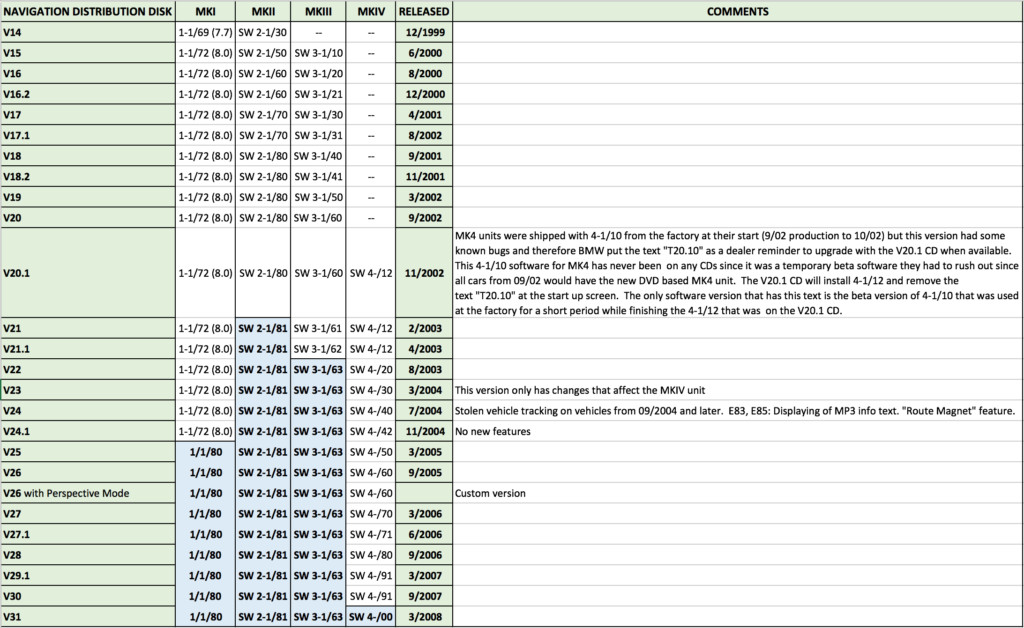 NAVIGATION DISTRIBUTION DISK MKI MKII MKIII MKIV RELEASED COMMENTS
V14 1-1/69 (7.7) SW 2-1/30 -- -- 12/1999
V15 1-1/72 (8.0) SW 2-1/50 SW 3-1/10 -- 6/2000
V16 1-1/72 (8.0) SW 2-1/60 SW 3-1/20 -- 8/2000
V16.2 1-1/72 (8.0) SW 2-1/60 SW 3-1/21 -- 12/2000
V17 1-1/72 (8.0) SW 2-1/70 SW 3-1/30 -- 4/2001
V17.1 1-1/72 (8.0) SW 2-1/70 SW 3-1/31 -- 8/2002
V18 1-1/72 (8.0) SW 2-1/80 SW 3-1/40 -- 9/2001
V18.2 1-1/72 (8.0) SW 2-1/80 SW 3-1/41 -- 11/2001
V19 1-1/72 (8.0) SW 2-1/80 SW 3-1/50 -- 3/2002
V20 1-1/72 (8.0) SW 2-1/80 SW 3-1/60 -- 9/2002
V20.1 1-1/72 (8.0) SW 2-1/80 SW 3-1/60 SW 4-/12 11/2002
MK4 units were shipped with 4-1/10 from the factory at their start (9/02 production to 10/02) but this version had some
known bugs and therefore BMW put the text "T20.10" as a dealer reminder to upgrade with the V20.1 CD when available.
This 4-1/10 software for MK4 has never been on any CDs since it was a temporary beta software they had to rush out since
all cars from 09/02 would have the new DVD based MK4 unit. The V20.1 CD will install 4-1/12 and remove the
text "T20.10" at the start up screen. The only software version that has this text is the beta version of 4-1/10 that was used
at the factory for a short period while finishing the 4-1/12 that was on the V20.1 CD.
V21 1-1/72 (8.0) SW 2-1/81 SW 3-1/61 SW 4-/12 2/2003
V21.1 1-1/72 (8.0) SW 2-1/81 SW 3-1/62 SW 4-/12 4/2003
V22 1-1/72 (8.0) SW 2-1/81 SW 3-1/63 SW 4-/20 8/2003
V23 1-1/72 (8.0) SW 2-1/81 SW 3-1/63 SW 4-/30 3/2004 This version only has changes that affect the MKIV unit
V24 1-1/72 (8.0) SW 2-1/81 SW 3-1/63 SW 4-/40 7/2004 Stolen vehicle tracking on vehicles from 09/2004 and later. E83, E85: Displaying of MP3 info text. "Route Magnet" feature.
V24.1 1-1/72 (8.0) SW 2-1/81 SW 3-1/63 SW 4-/42 11/2004 No new features
V25 1/1/80 SW 2-1/81 SW 3-1/63 SW 4-/50 3/2005
V26 1/1/80 SW 2-1/81 SW 3-1/63 SW 4-/60 9/2005
V26 with Perspective Mode 1/1/80 SW 2-1/81 SW 3-1/63 SW 4-/60 Custom version
V27 1/1/80 SW 2-1/81 SW 3-1/63 SW 4-/70 3/2006
V27.1 1/1/80 SW 2-1/81 SW 3-1/63 SW 4-/71 6/2006
V28 1/1/80 SW 2-1/81 SW 3-1/63 SW 4-/80 9/2006
V29.1 1/1/80 SW 2-1/81 SW 3-1/63 SW 4-/91 3/2007
V30 1/1/80 SW 2-1/81 SW 3-1/63 SW 4-/91 9/2007
V31 1/1/80 SW 2-1/81 SW 3-1/63 SW 4-/00 3/2008